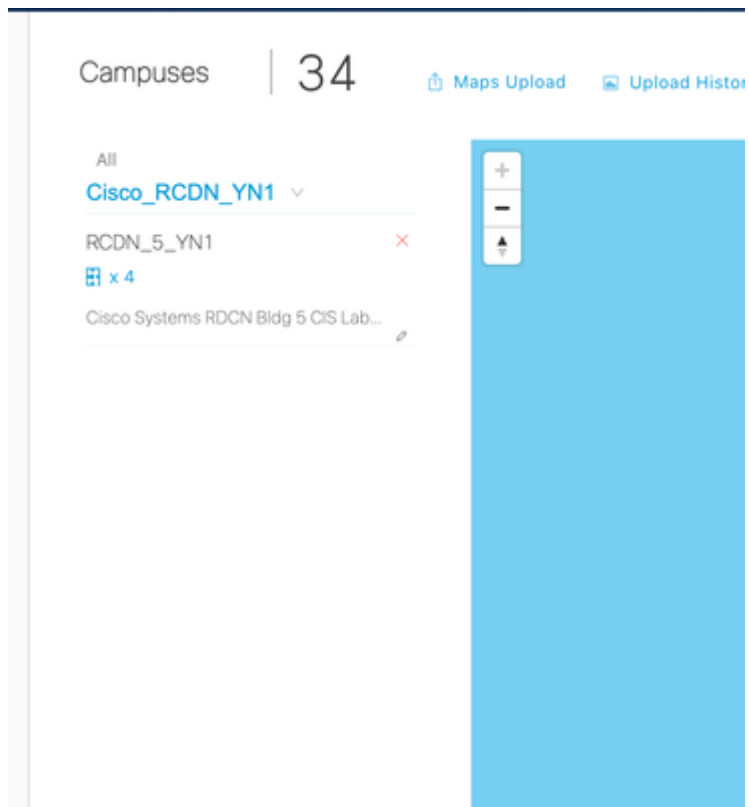 Campuses 34 Maps Upload Upload Histor
All
Cisco_RCDN_YN1
RCDN_5_YN1
x 4
Cisco Systems RDCN Bldg 5 CIS Lab...